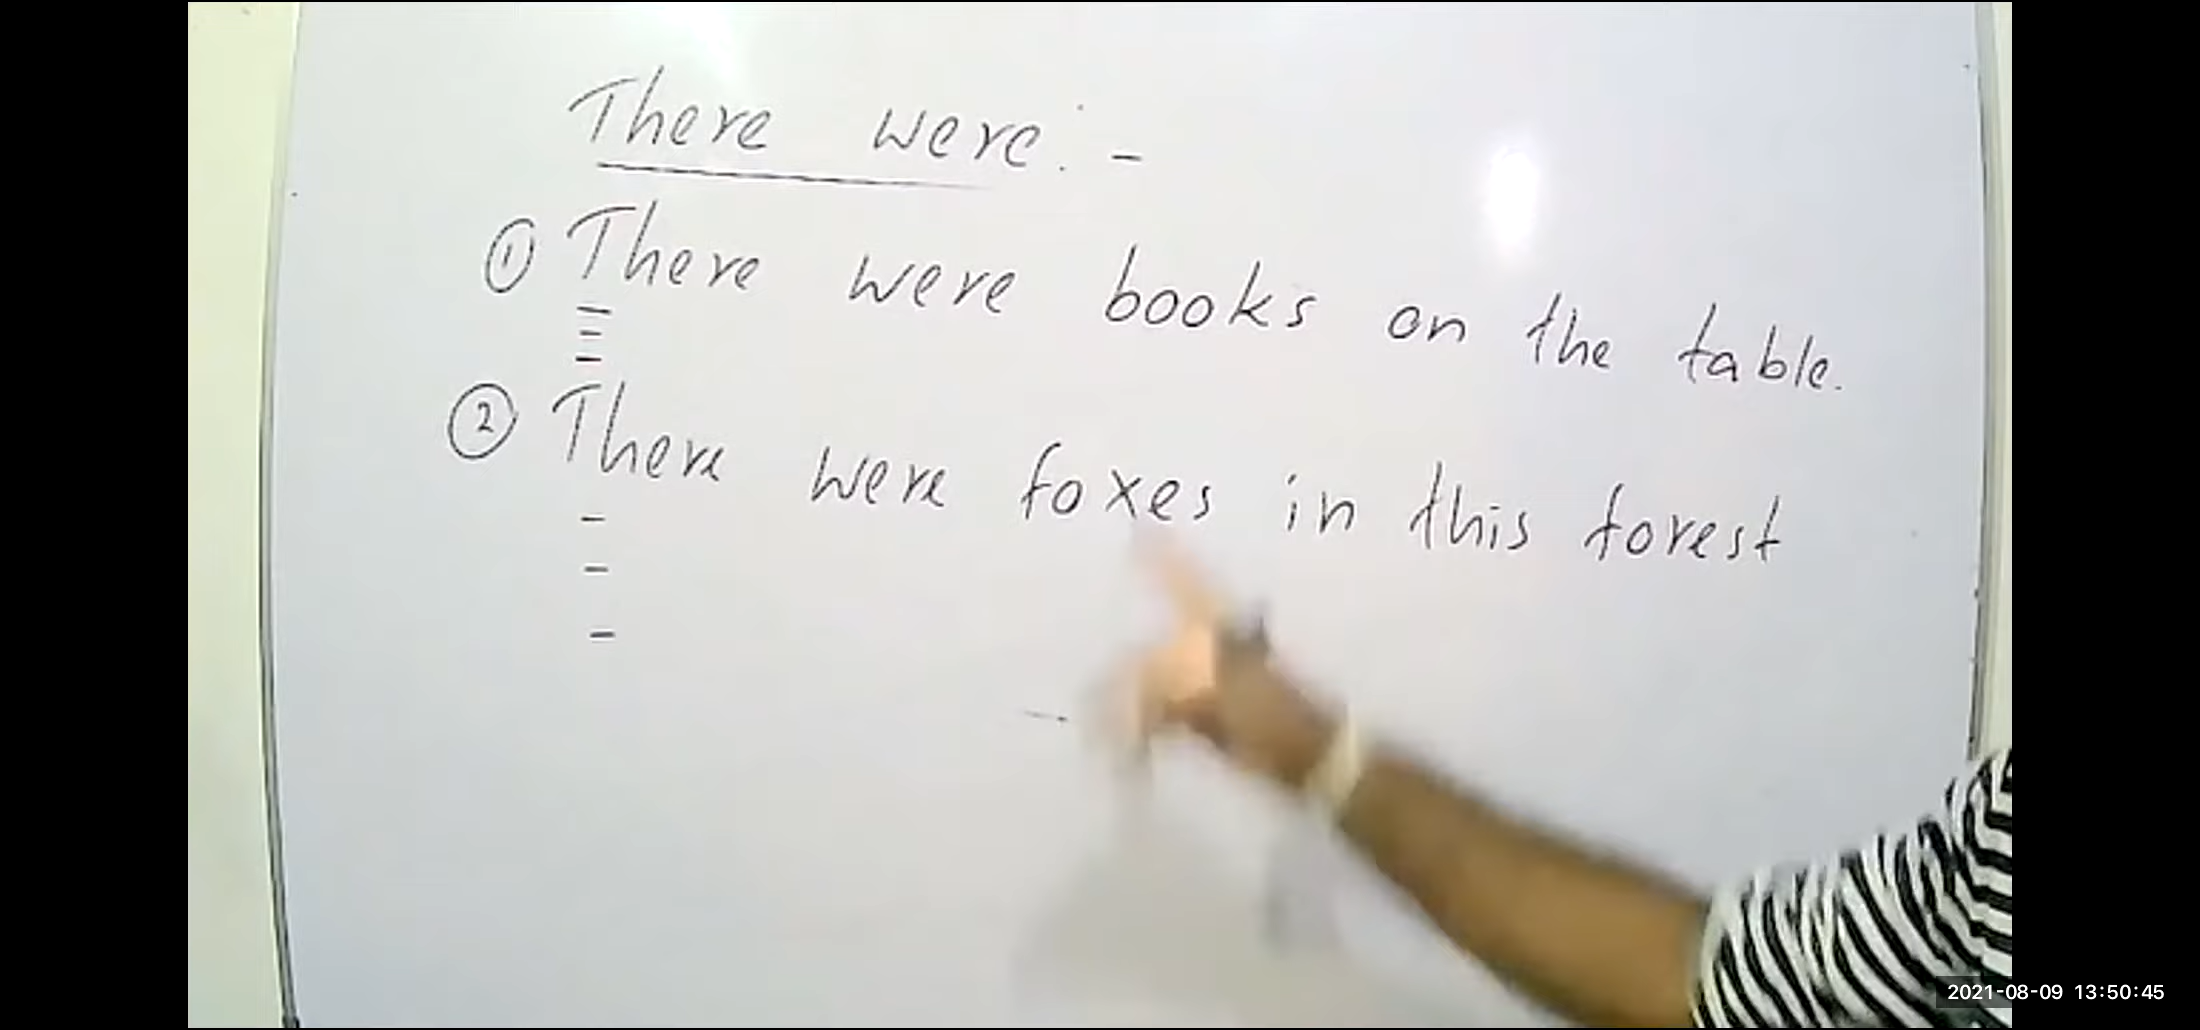 There were:-
① There were books on the table.
② There were foxes in this forest
2021-08-09 13:50:45